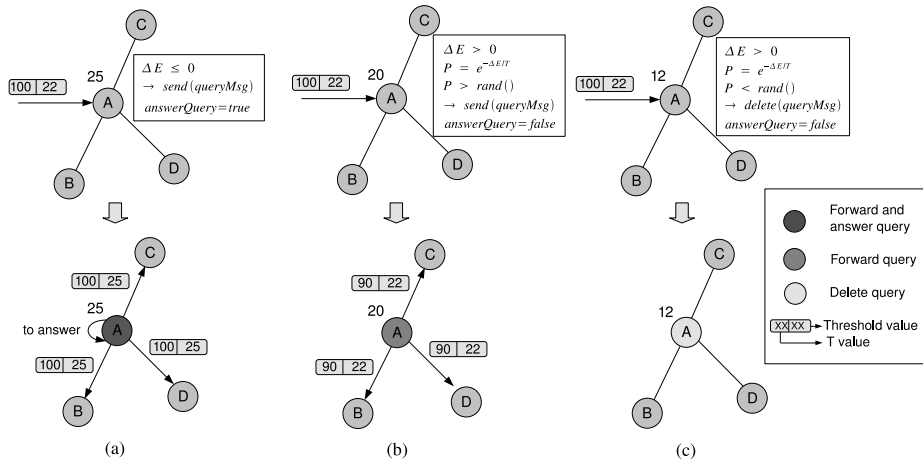 C
25
100 22
A
B
D
ΔE ≤ 0
→ send(queryMsg)
answerQuery=true
C
20
100 22
A
B
D
ΔE > 0
P = e^{-ΔE/T}
P > rand()
→ send(queryMsg)
answerQuery=false
C
12
100 22
A
B
D
ΔE > 0
P = e^{-ΔE/T}
P < rand()
→ delete(queryMsg)
answerQuery=false
C
100 25
25
to answer
A
100 25
100 25
B
D
(a)
C
90 22
20
A
90 22
90 22
B
D
(b)
C
12
A
B
D
(c)
Forward and
answer query
Forward query
Delete query
XX XX
Threshold value
T value